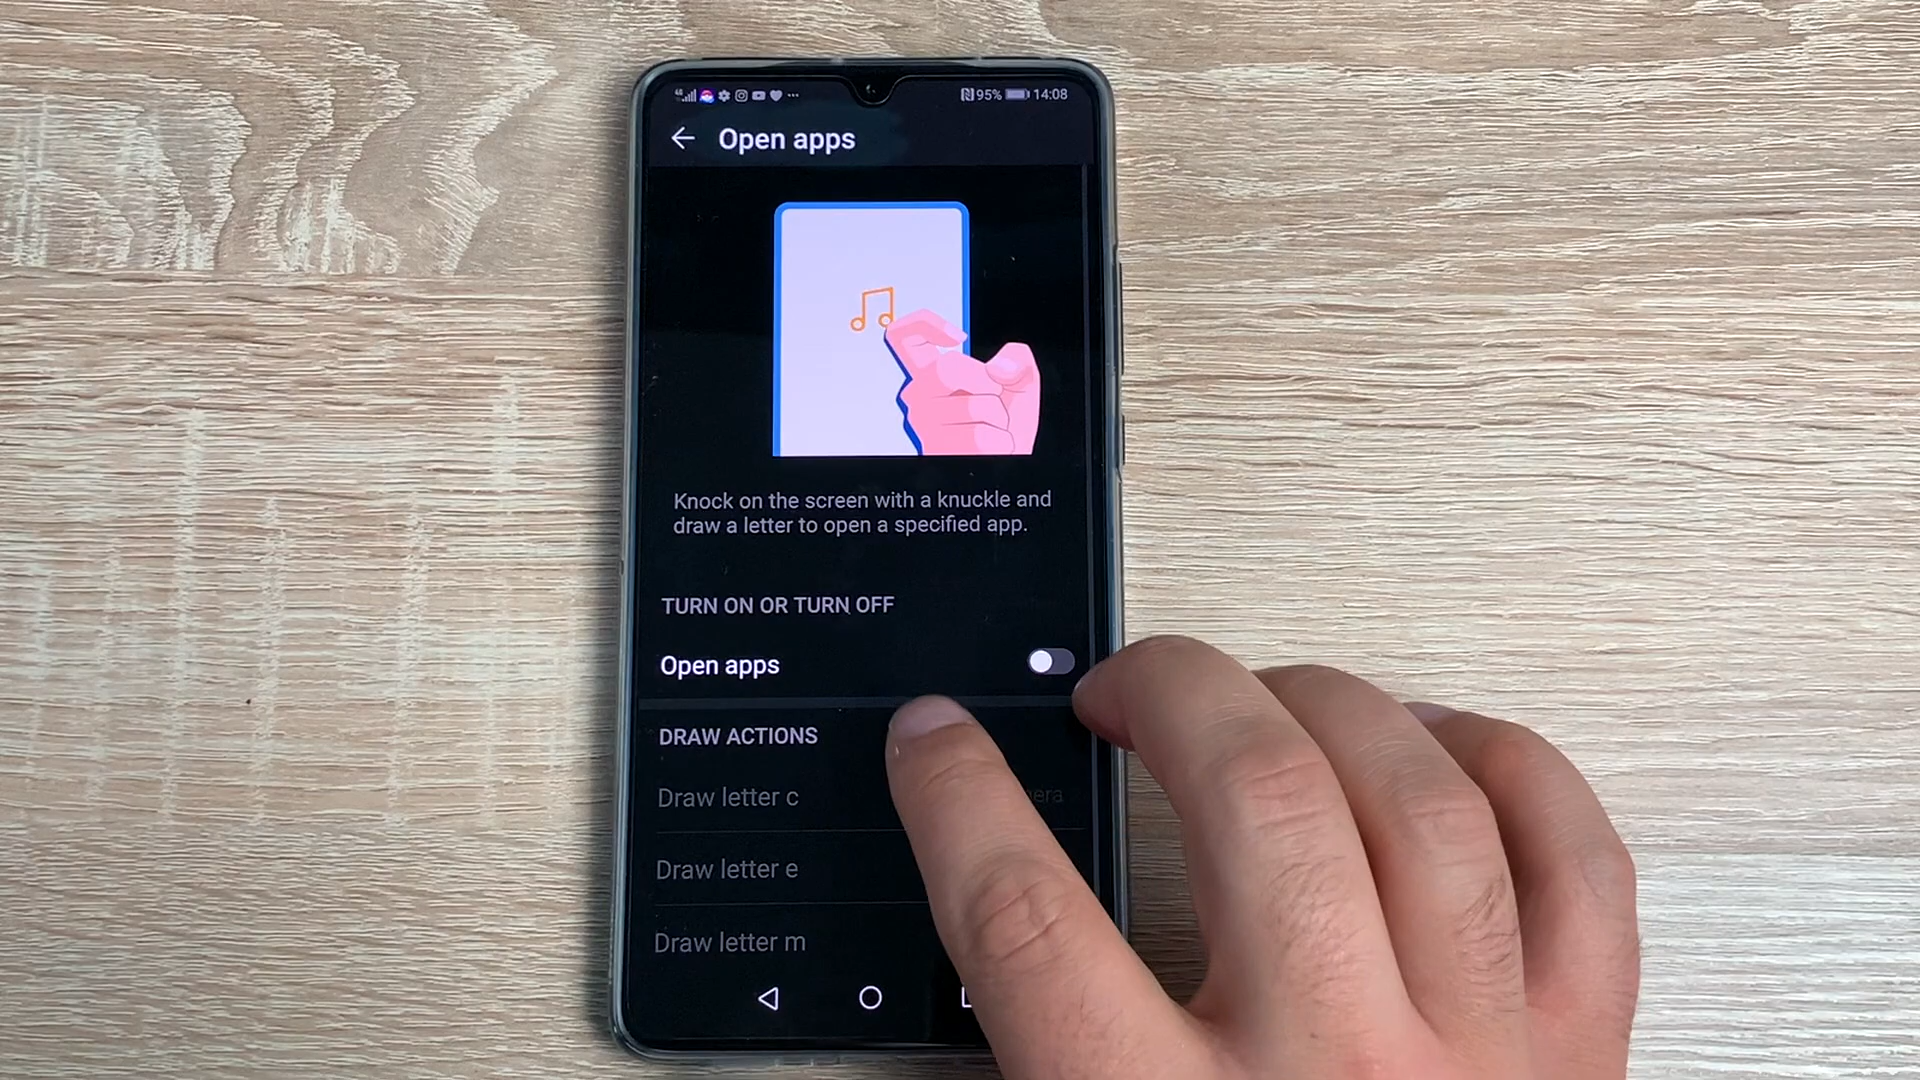 95% 14:08
Open apps
Knock on the screen with a knuckle and
draw a letter to open a specified app.
TURN ON OR TURN OFF
Open apps
DRAW ACTIONS
Draw letter c
Draw letter e
Draw letter m